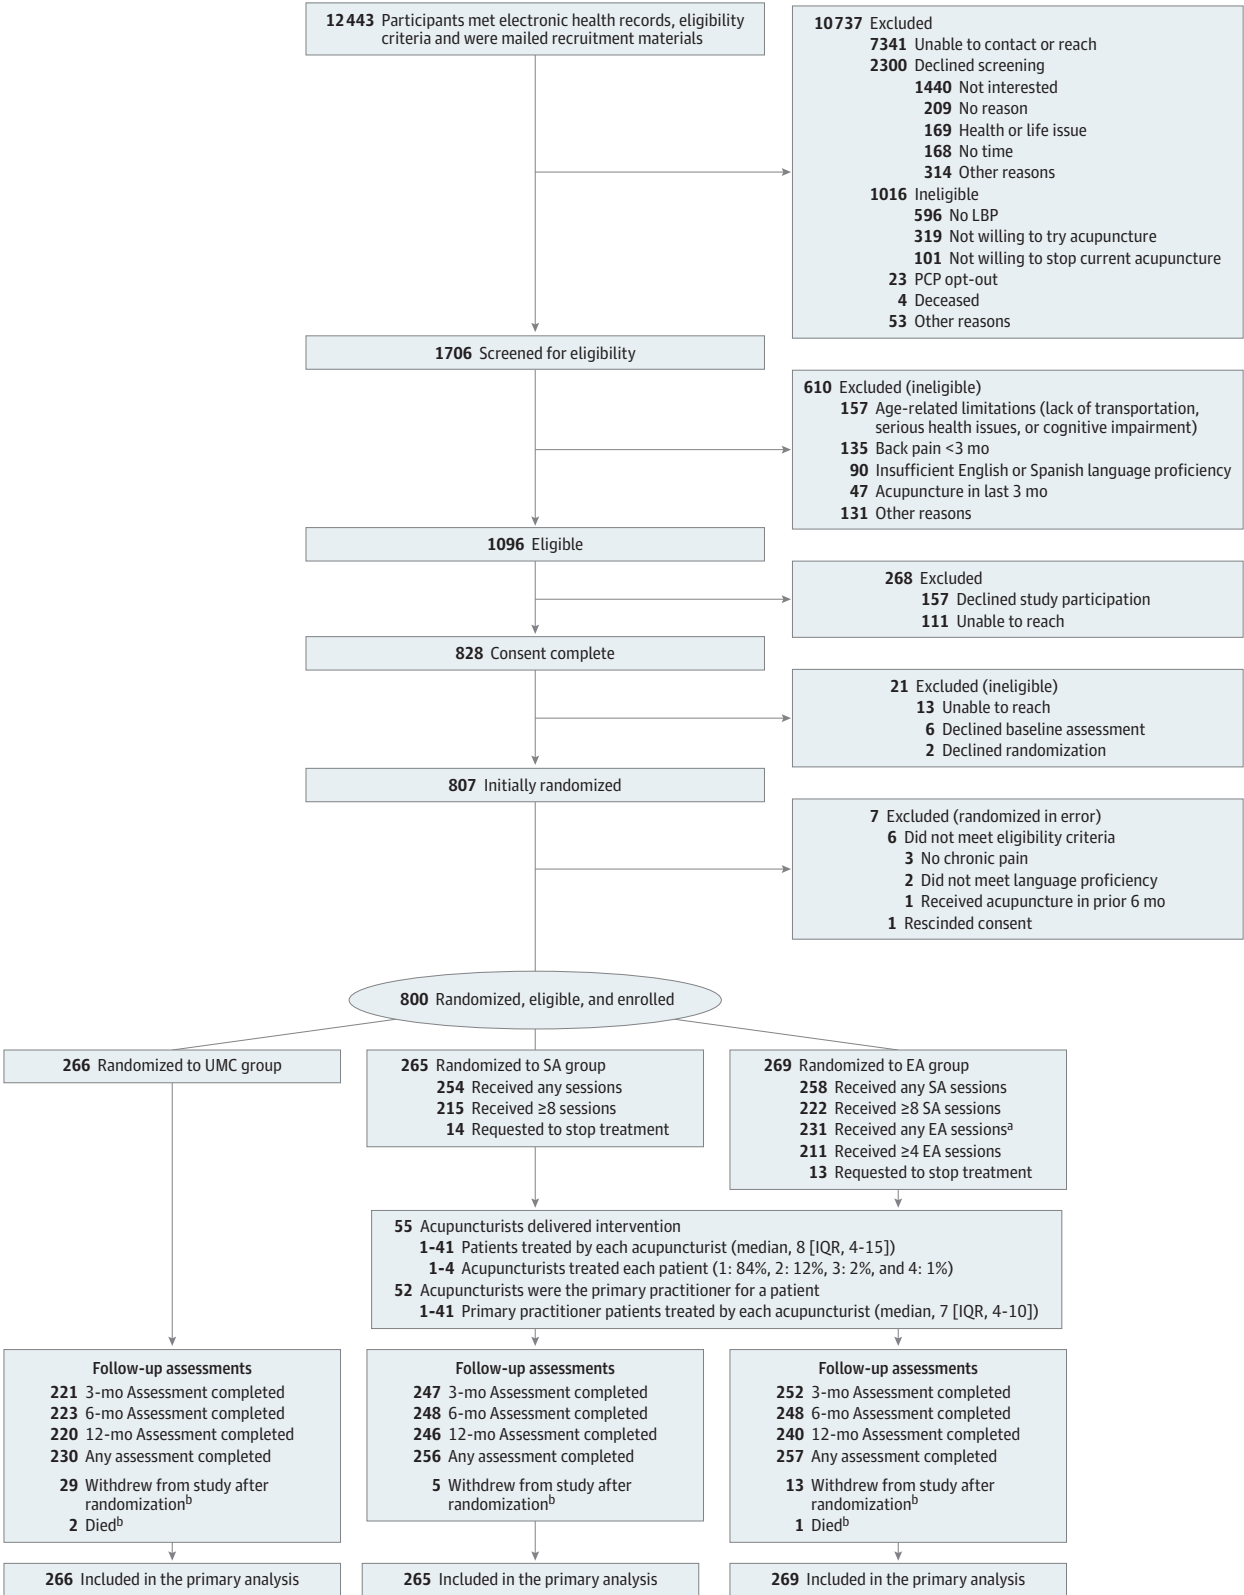 12 443 Participants met electronic health records, eligibility
criteria and were mailed recruitment materials
10 737 Excluded
7341 Unable to contact or reach
2300 Declined screening
1440 Not interested
209 No reason
169 Health or life issue
168 No time
314 Other reasons
1016 Ineligible
596 No LBP
319 Not willing to try acupuncture
101 Not willing to stop current acupuncture
23 PCP opt-out
4 Deceased
53 Other reasons
1706 Screened for eligibility
610 Excluded (ineligible)
157 Age-related limitations (lack of transportation,
serious health issues, or cognitive impairment)
135 Back pain <3 mo
90 Insufficient English or Spanish language proficiency
47 Acupuncture in last 3 mo
131 Other reasons
1096 Eligible
268 Excluded
157 Declined study participation
111 Unable to reach
828 Consent complete
21 Excluded (ineligible)
13 Unable to reach
6 Declined baseline assessment
2 Declined randomization
807 Initially randomized
7 Excluded (randomized in error)
6 Did not meet eligibility criteria
3 No chronic pain
2 Did not meet language proficiency
1 Received acupuncture in prior 6 mo
1 Rescinded consent
800 Randomized, eligible, and enrolled
266 Randomized to UMC group
265 Randomized to SA group
254 Received any sessions
215 Received ≥8 sessions
14 Requested to stop treatment
269 Randomized to EA group
258 Received any SA sessions
222 Received ≥8 SA sessions
231 Received any EA sessionsᵃ
211 Received ≥4 EA sessions
13 Requested to stop treatment
55 Acupuncturists delivered intervention
1-41 Patients treated by each acupuncturist (median, 8 [IQR, 4-15])
1-4 Acupuncturists treated each patient (1: 84%, 2: 12%, 3: 2%, and 4: 1%)
52 Acupuncturists were the primary practitioner for a patient
1-41 Primary practitioner patients treated by each acupuncturist (median, 7 [IQR, 4-10])
Follow-up assessments
221 3-mo Assessment completed
223 6-mo Assessment completed
220 12-mo Assessment completed
230 Any assessment completed
29 Withdrew from study after
randomizationᵇ
2 Diedᵇ
Follow-up assessments
247 3-mo Assessment completed
248 6-mo Assessment completed
246 12-mo Assessment completed
256 Any assessment completed
5 Withdrew from study after
randomizationᵇ
Follow-up assessments
252 3-mo Assessment completed
248 6-mo Assessment completed
240 12-mo Assessment completed
257 Any assessment completed
13 Withdrew from study after
randomizationᵇ
1 Diedᵇ
266 Included in the primary analysis
265 Included in the primary analysis
269 Included in the primary analysis